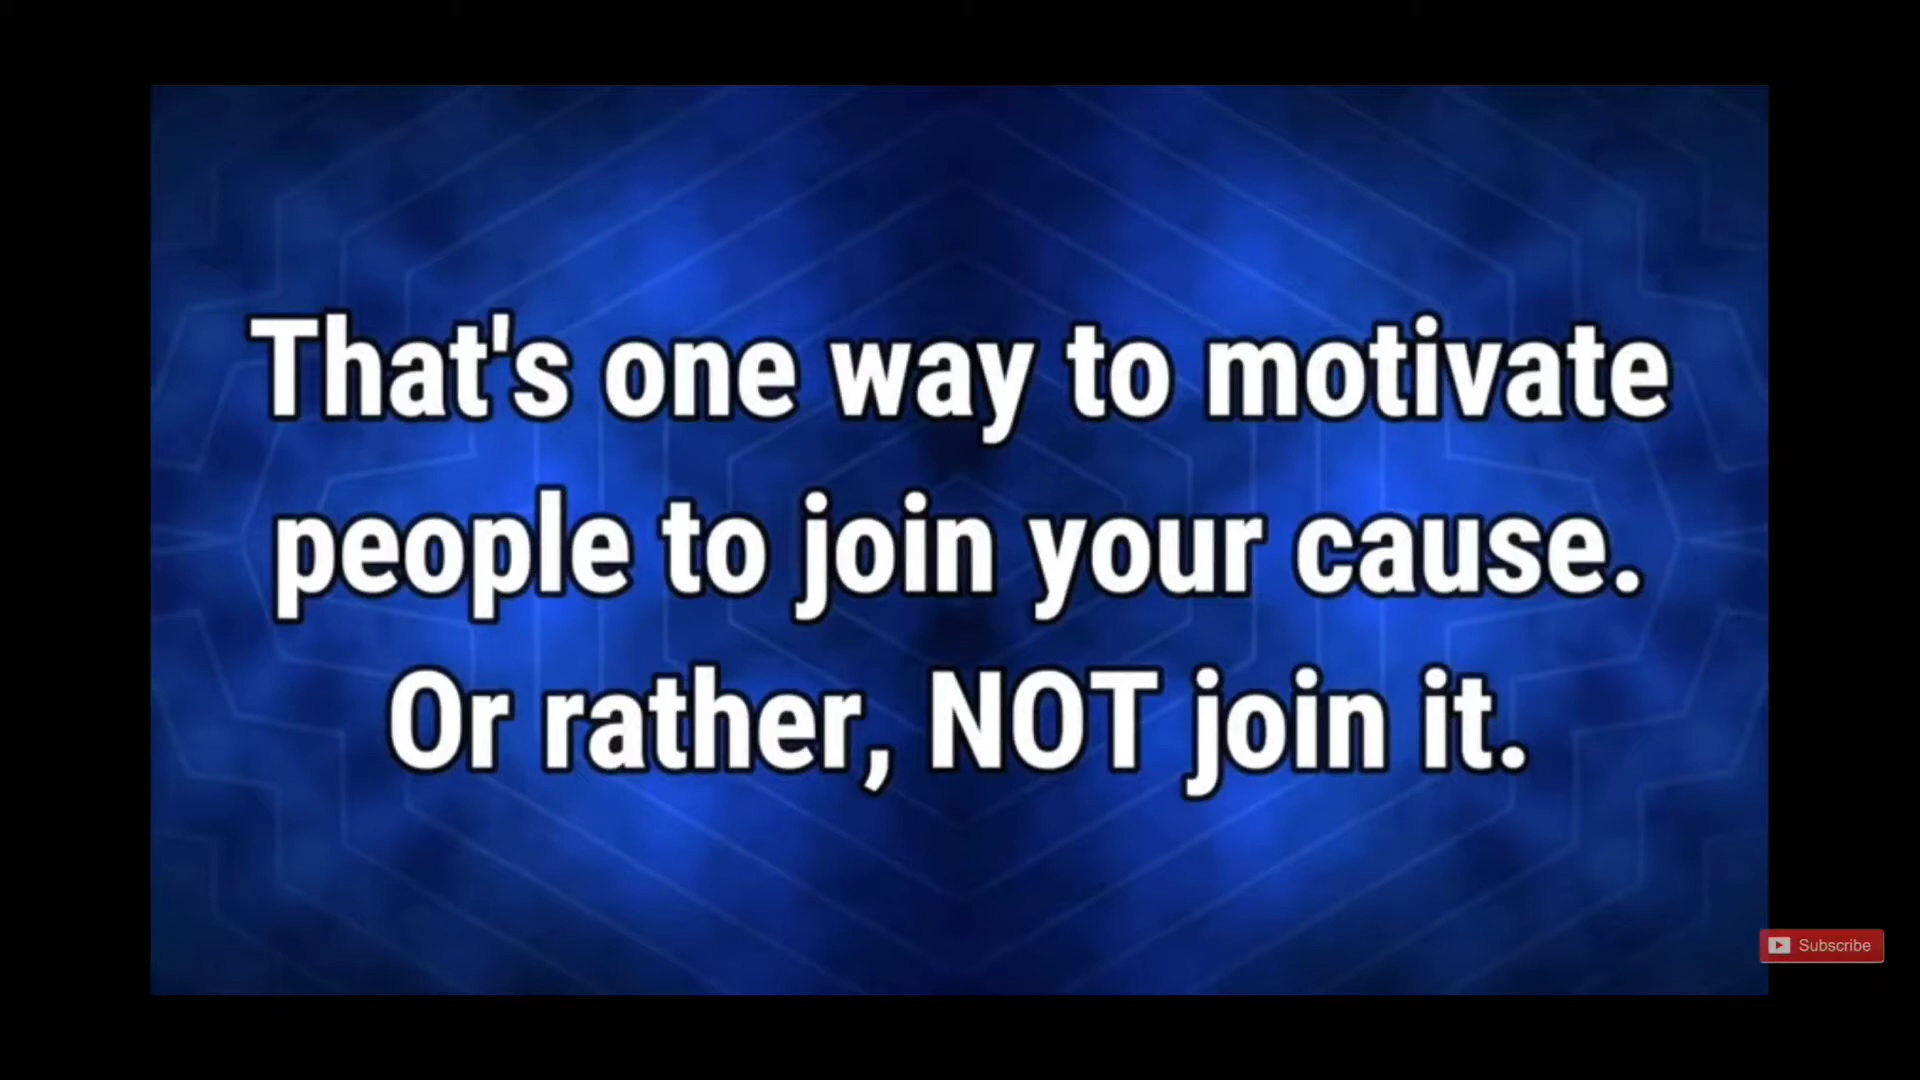 That's one way to motivate
people to join your cause.
Or rather, NOT join it.
Subscribe